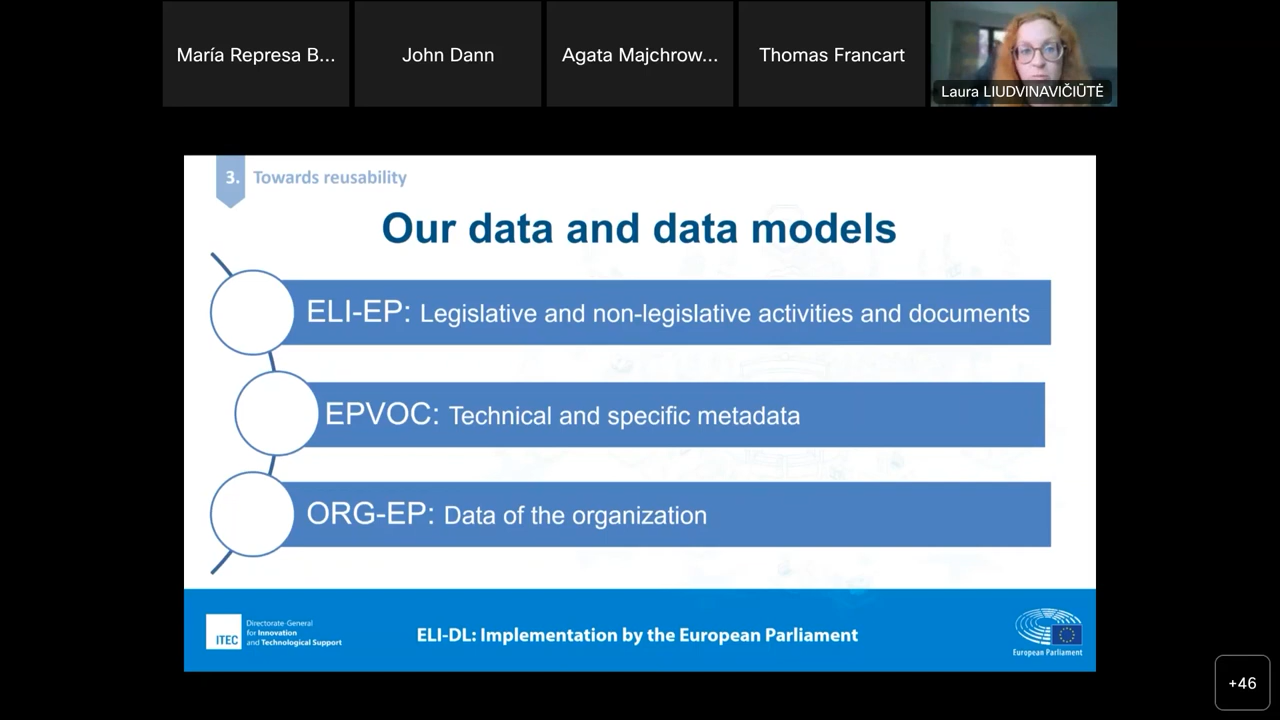 María Represa B...
John Dann
Agata Majchrow...
Thomas Francart
Laura LIUDVINAVIČIŪTĖ
3. Towards reusability
Our data and data models
ELI-EP: Legislative and non-legislative activities and documents
EPVOC: Technical and specific metadata
ORG-EP: Data of the organization
ITEC
Directorate-General
for Innovation
and Technological Support
ELI-DL: Implementation by the European Parliament
European Parliament
+46